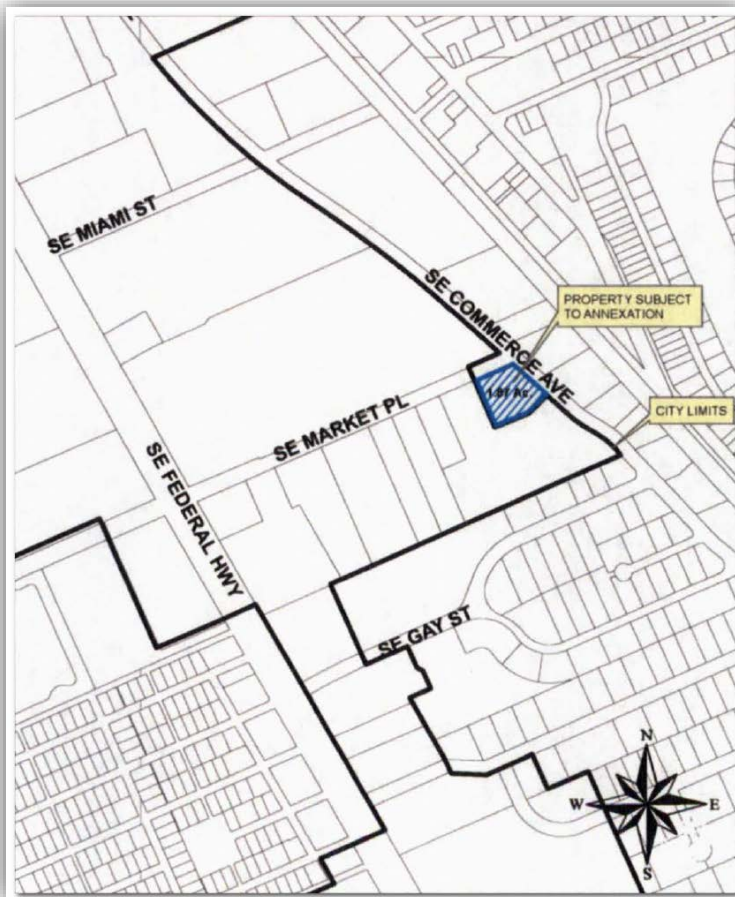 SE MIAMI ST
SE COMMERCE AVE
PROPERTY SUBJECT
TO ANNEXATION
SE MARKET PL
CITY LIMITS
SE FEDERAL HWY
SE GAY ST
N
W
E
S